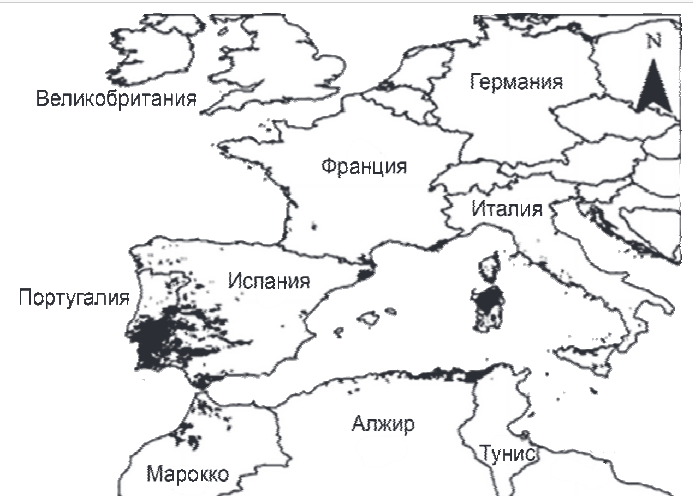 N
Германия
Великобритания
Франция
Италия
Испания
Португалия
Алжир
Тунис
Марокко